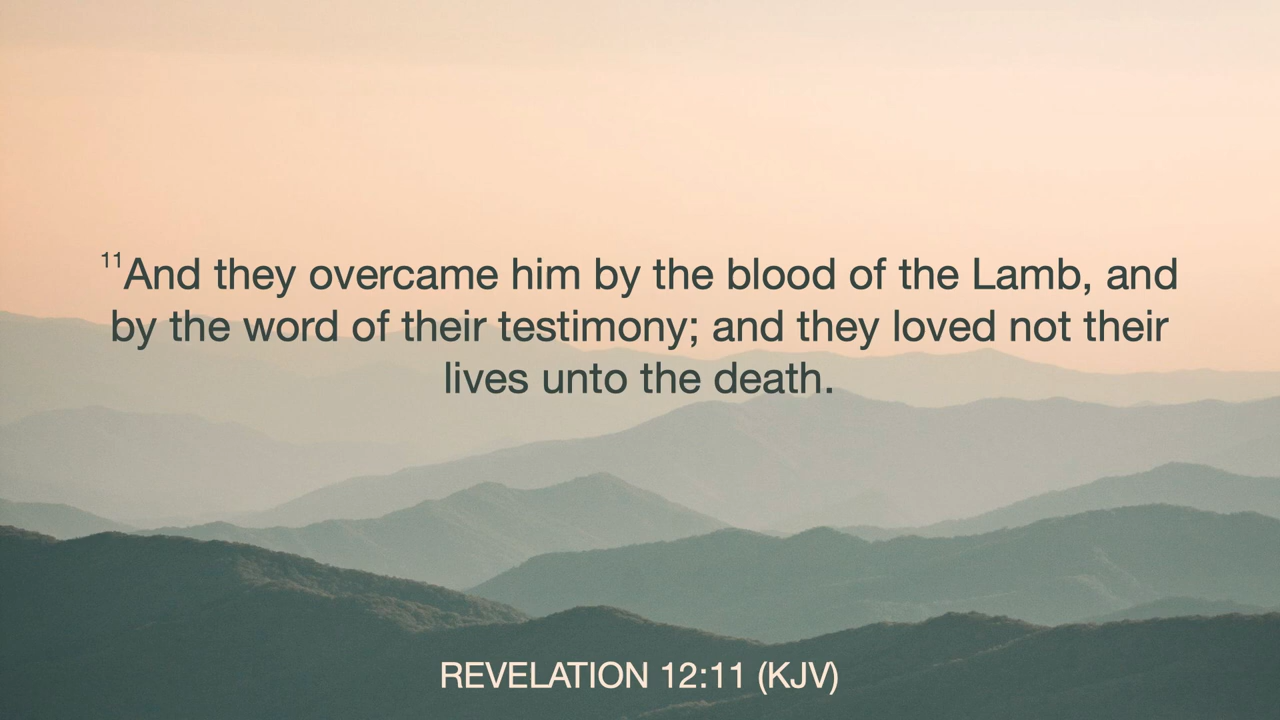 ¹¹And they overcame him by the blood of the Lamb, and
by the word of their testimony; and they loved not their
lives unto the death.
REVELATION 12:11 (KJV)